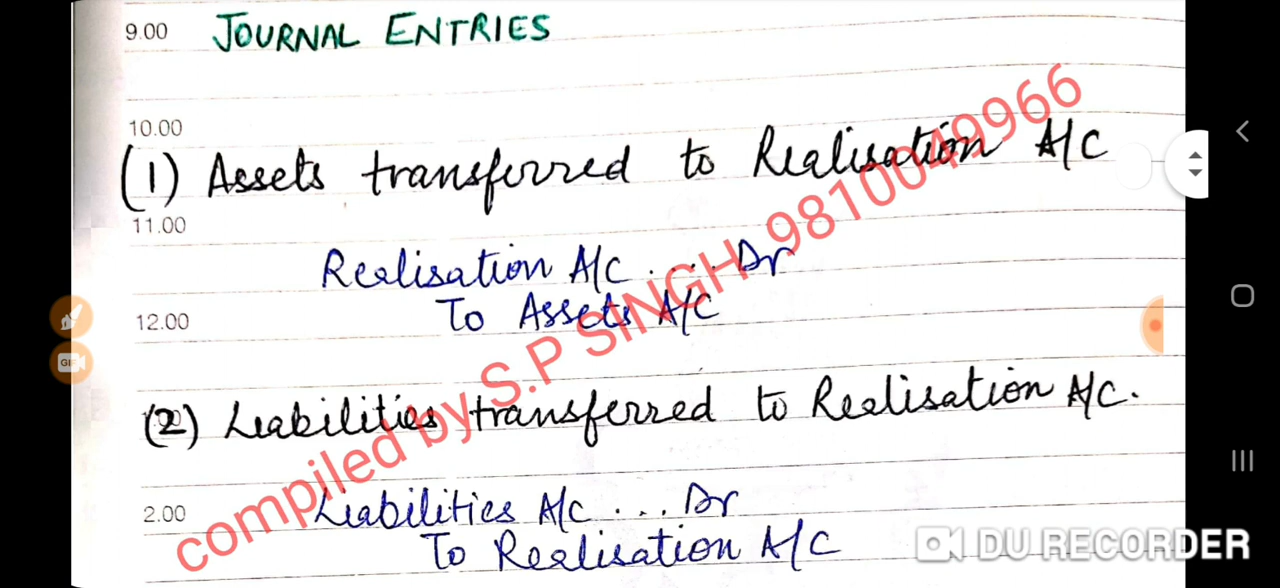 9.00 JOURNAL ENTRIES
10.00
(1) Assets transferred to Realisation A/C
11.00
Realisation A/C .... Dr
To Assets A/C
12.00
(2) Liabilities transferred to Realisation A/C.
2.00
Liabilities A/C ... Dr
To Realisation A/C
compiled by S.P SINGH 9810049966
GIF
DU RECORDER